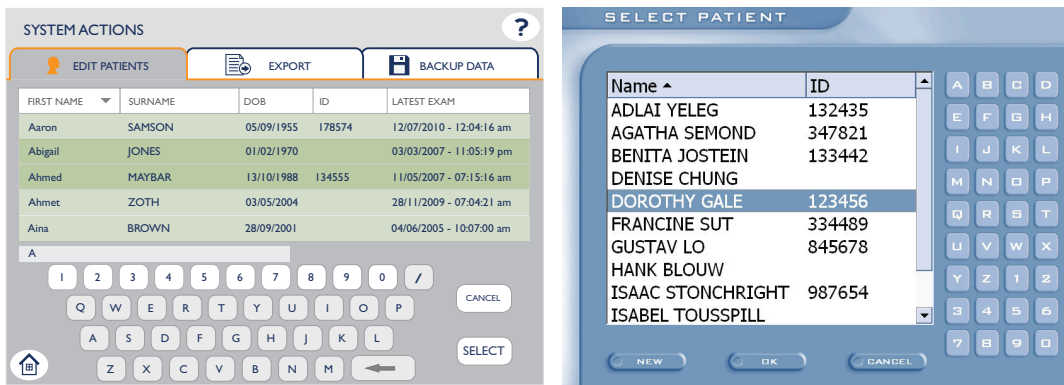 SYSTEM ACTIONS
?
EDIT PATIENTS EXPORT BACKUP DATA
FIRST NAME SURNAME DOB ID LATEST EXAM
Aaron SAMSON 05/09/1955 178574 12/07/2010 - 12:04:16 am
Abigail JONES 01/02/1970 03/03/2007 - 11:05:19 pm
Ahmed MAYBAR 13/10/1988 134555 11/05/2007 - 07:15:16 am
Ahmet ZOTH 03/05/2004 28/11/2009 - 07:04:21 am
Aina BROWN 28/09/2001 04/06/2005 - 10:07:00 am
A
1 2 3 4 5 6 7 8 9 0 /
Q W E R T Y U I O P
CANCEL
A S D F G H J K L
SELECT
Z X C V B N M
SELECT PATIENT
Name ID
ADLAI YELEG 132435
AGATHA SEMOND 347821
BENITA JOSTEIN 133442
DENISE CHUNG
DOROTHY GALE 123456
FRANCINE SUT 334489
GUSTAV LO 845678
HANK BLOUW
ISAAC STONCHRIGHT 987654
ISABEL TOUSSPILL
A B C D
E F G H
I J K L
M N O P
Q R S T
U V W X
Y Z 1 2
3 4 5 6
7 8 9 0
NEW OK CANCEL